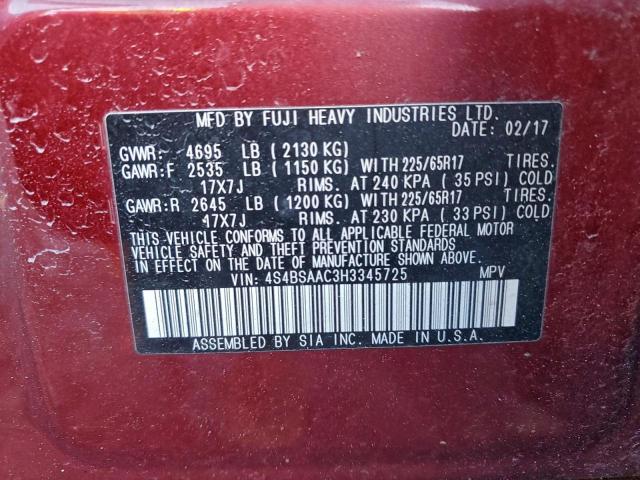 MFD BY FUJI HEAVY INDUSTRIES LTD.
DATE: 02/17
GVWR: 4695 LB (2130 KG)
GAWR:F 2535 LB (1150 KG) WITH 225/65R17 TIRES.
17X7J RIMS. AT 240 KPA (35 PSI) COLD
GAWR:R 2645 LB (1200 KG) WITH 225/65R17 TIRES.
17X7J RIMS. AT 230 KPA (33 PSI) COLD
THIS VEHICLE CONFORMS TO ALL APPLICABLE FEDERAL MOTOR
VEHICLE SAFETY AND THEFT PREVENTION STANDARDS
IN EFFECT ON THE DATE OF MANUFACTURE SHOWN ABOVE.
VIN: 4S4BSAAC3H3345725 MPV
ASSEMBLED BY SIA INC. MADE IN U.S.A.